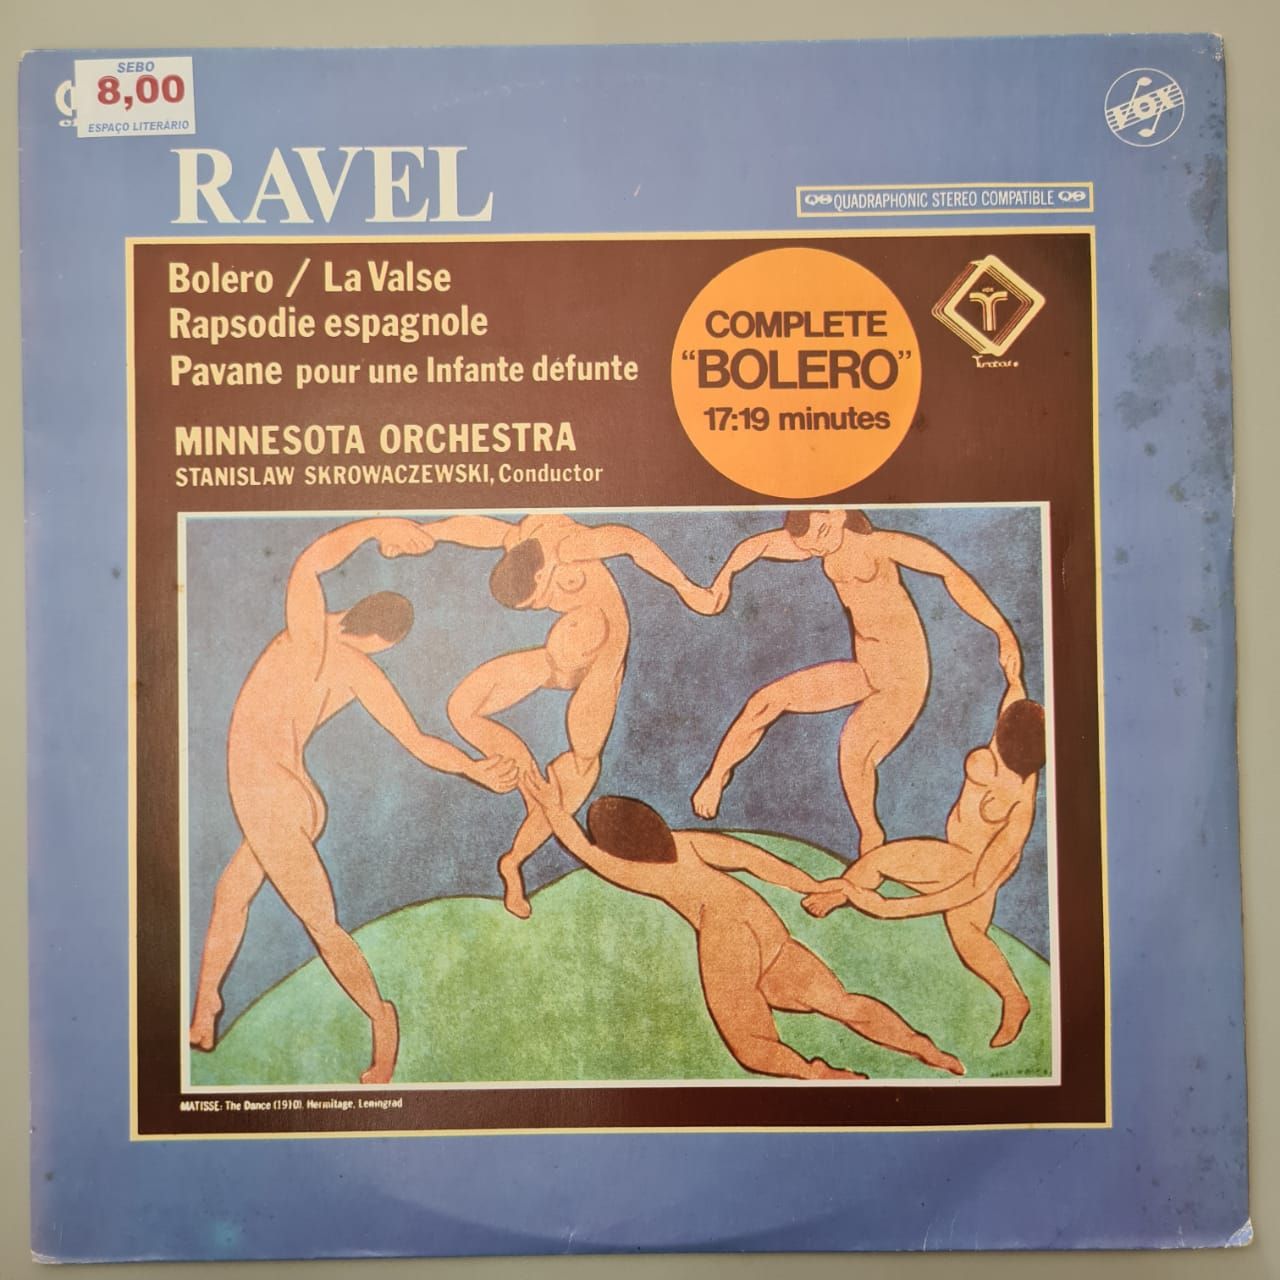 SEBO
8,00
ESPAÇO LITERÁRIO
VOX
RAVEL
QUADRAPHONIC STEREO COMPATIBLE
Boléro / La Valse
Rapsodie espagnole
Pavane pour une Infante défunte
COMPLETE
“BOLERO”
17:19 minutes
MINNESOTA ORCHESTRA
STANISLAW SKROWACZEWSKI, Conductor
MATISSE: The Dance (1910). Hermitage, Leningrad